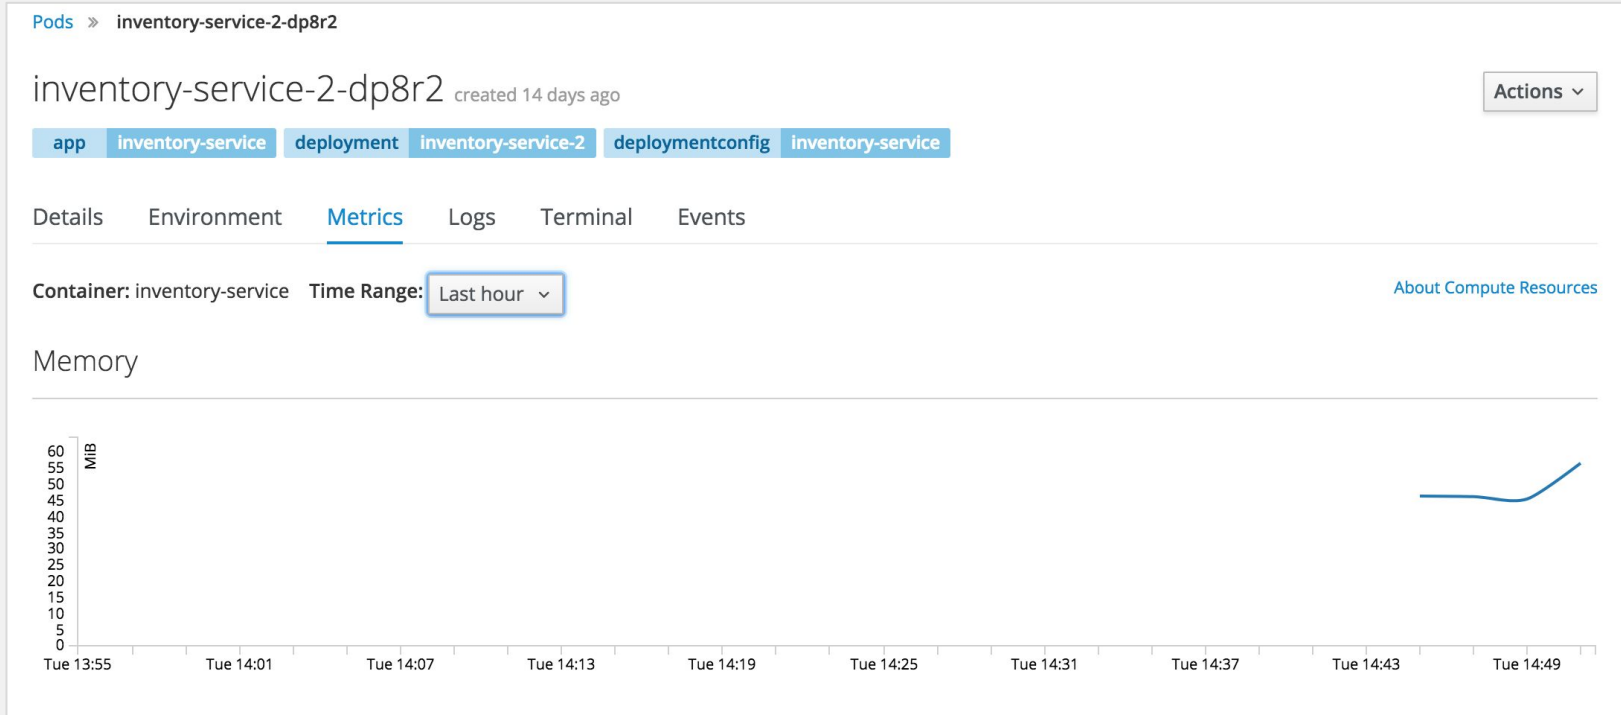 Pods » inventory-service-2-dp8r2
inventory-service-2-dp8r2 created 14 days ago
Actions
app inventory-service deployment inventory-service-2 deploymentconfig inventory-service
Details Environment Metrics Logs Terminal Events
Container: inventory-service Time Range: Last hour
About Compute Resources
Memory
MiB
60
55
50
45
40
35
30
25
20
15
10
5
0
Tue 13:55 Tue 14:01 Tue 14:07 Tue 14:13 Tue 14:19 Tue 14:25 Tue 14:31 Tue 14:37 Tue 14:43 Tue 14:49